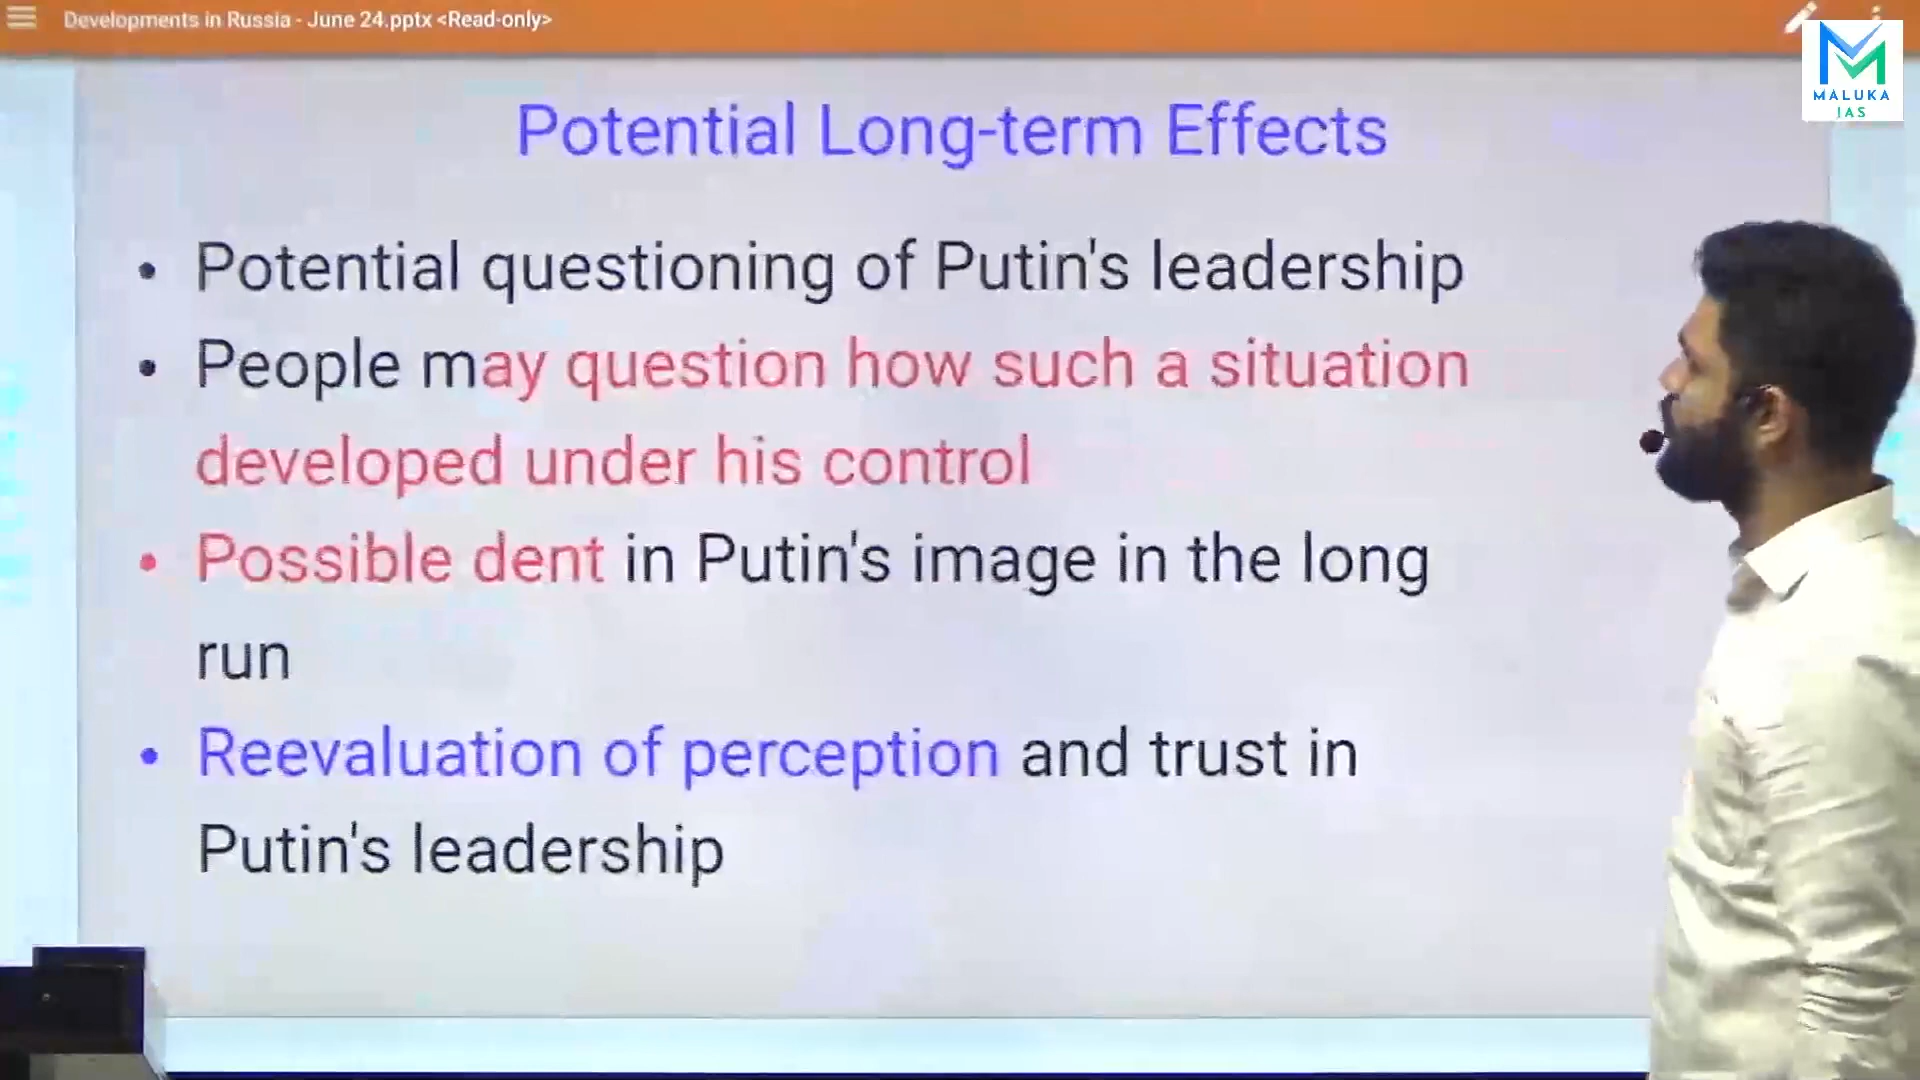 Developments in Russia - June 24.pptx <Read-only>
MALUKA
IAS
Potential Long-term Effects
• Potential questioning of Putin's leadership
• People may question how such a situation
developed under his control
• Possible dent in Putin's image in the long
run
• Reevaluation of perception and trust in
Putin's leadership